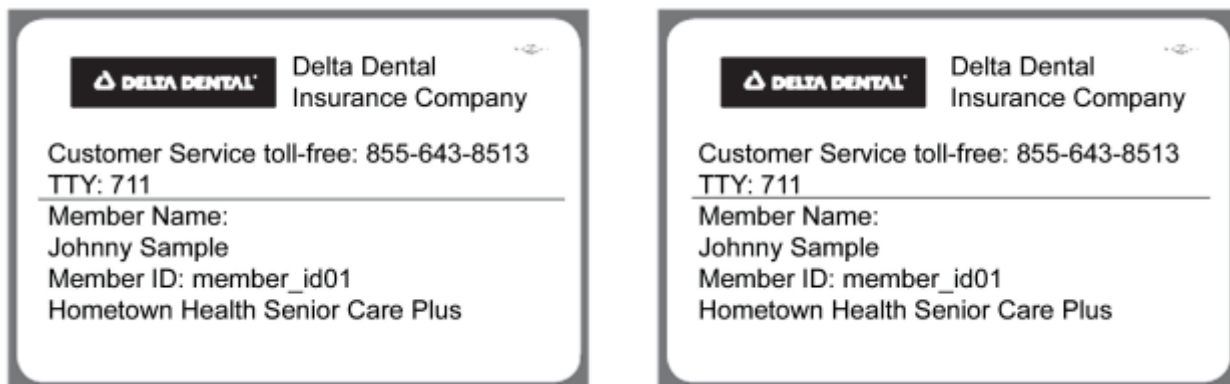 DELTA DENTAL
Delta Dental
Insurance Company
Customer Service toll-free: 855-643-8513
TTY: 711
Member Name:
Johnny Sample
Member ID: member_id01
Hometown Health Senior Care Plus
DELTA DENTAL
Delta Dental
Insurance Company
Customer Service toll-free: 855-643-8513
TTY: 711
Member Name:
Johnny Sample
Member ID: member_id01
Hometown Health Senior Care Plus